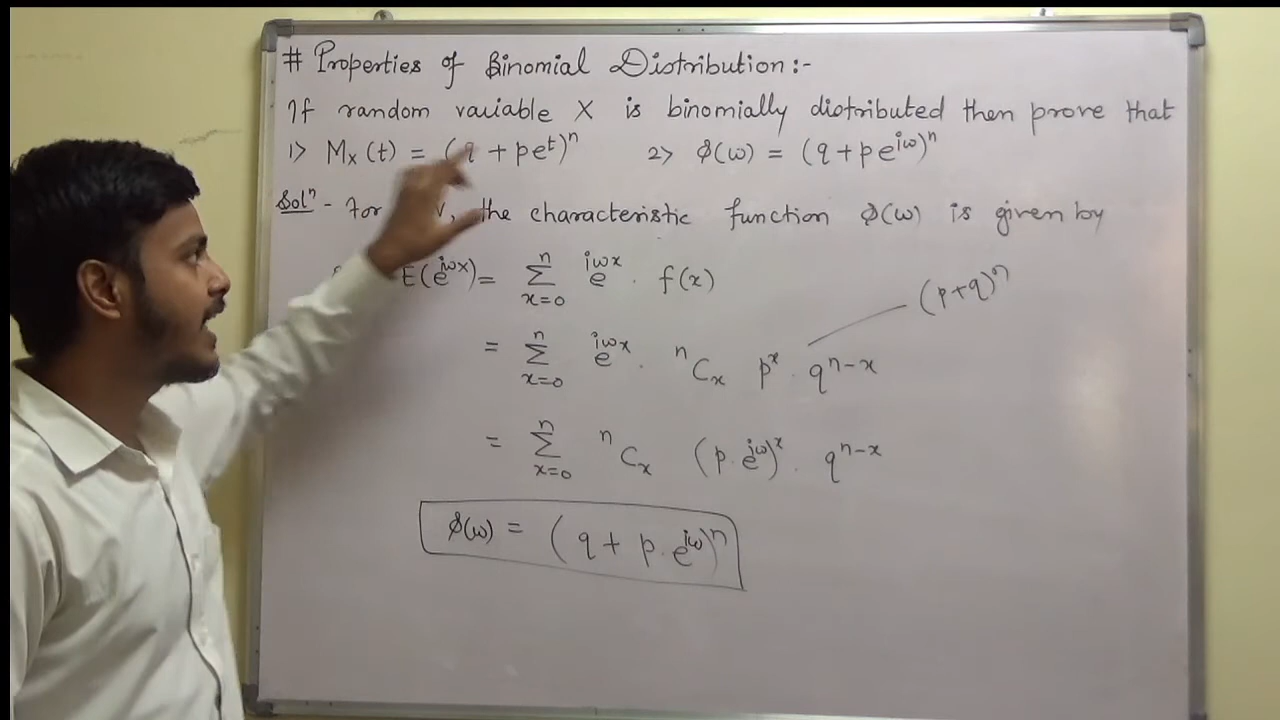 # Properties of Binomial Distribution:-
If random variable X is binomially distributed then prove that
1> Mx(t) = (q + pe^t)^n 2> φ(ω) = (q + p e^{iω})^n
Sol^n - For the characteristic function φ(ω) is given by
E(e^{iωx}) = Σ_{x=0}^{n} e^{iωx} . f(x)
(p+q)^n
= Σ_{x=0}^{n} e^{iωx} . ^nC_x p^x . q^{n-x}
= Σ_{x=0}^{n} ^nC_x (p.e^{iω})^x . q^{n-x}
φ(ω) = (q + p.e^{iω})^n